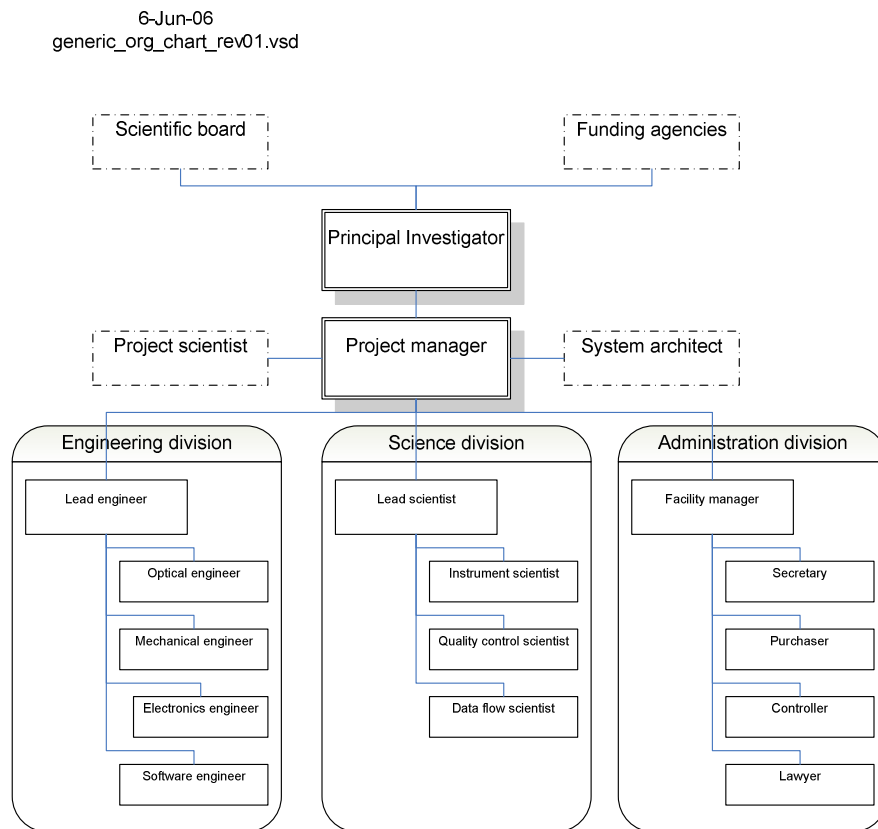 6-Jun-06
generic_org_chart_rev01.vsd
Scientific board
Funding agencies
Principal Investigator
Project scientist
Project manager
System architect
Engineering division
Lead engineer
Optical engineer
Mechanical engineer
Electronics engineer
Software engineer
Science division
Lead scientist
Instrument scientist
Quality control scientist
Data flow scientist
Administration division
Facility manager
Secretary
Purchaser
Controller
Lawyer